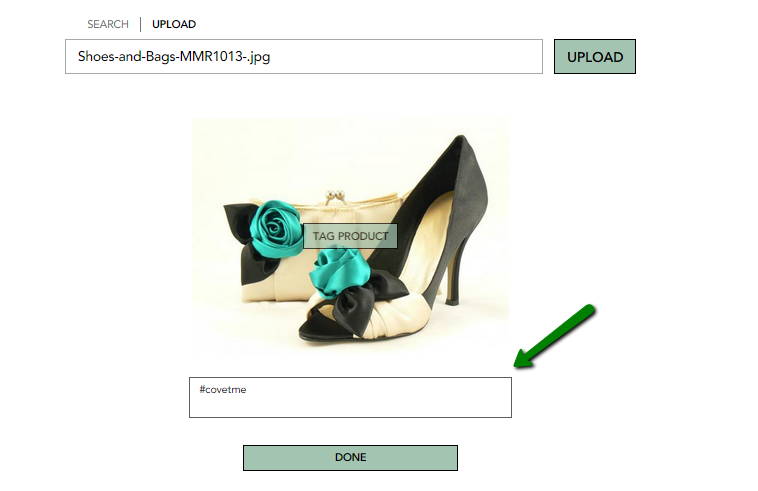 SEARCH | UPLOAD
Shoes-and-Bags-MMR1013-.jpg
UPLOAD
TAG PRODUCT
#covetme
DONE